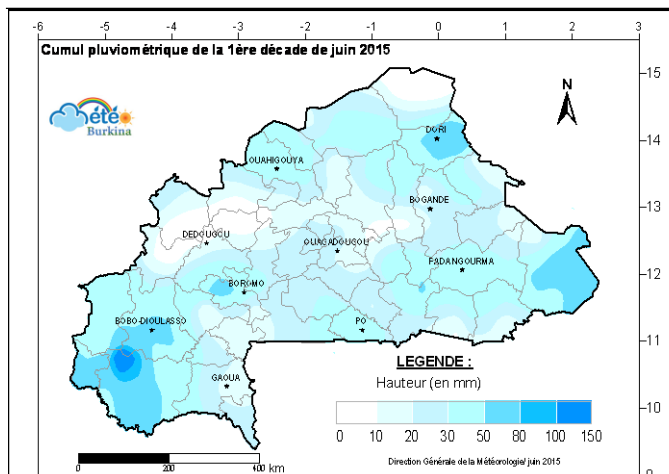 -6 -5 -4 -3 -2 -1 0 1 2 3
Cumul pluviométrique de la 1ère décade de juin 2015
15
N
Météo
Burkina
DORI
14
OUAHIGOUYA
BOGANDE
13
DEDOUGOU
OUAGADOUGOU
FADANGOURMA
12
BOROMO
BOBO-DIOULASSO
PO
11
LEGENDE :
GAOUA
Hauteur (en mm)
10
0 10 20 30 50 80 100 150
Direction Générale de la Météorologie/ juin 2015
0 200 400 km
9